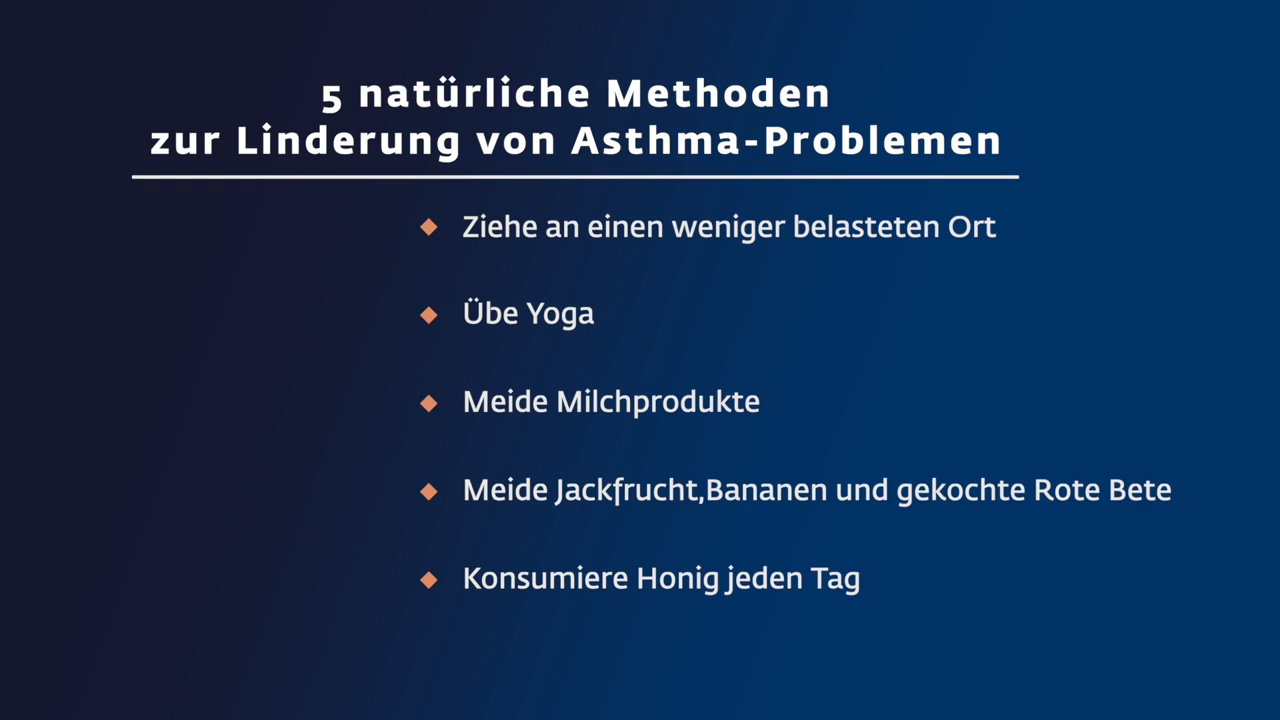 5 natürliche Methoden
zur Linderung von Asthma-Problemen
Ziehe an einen weniger belasteten Ort
Übe Yoga
Meide Milchprodukte
Meide Jackfrucht,Bananen und gekochte Rote Bete
Konsumiere Honig jeden Tag